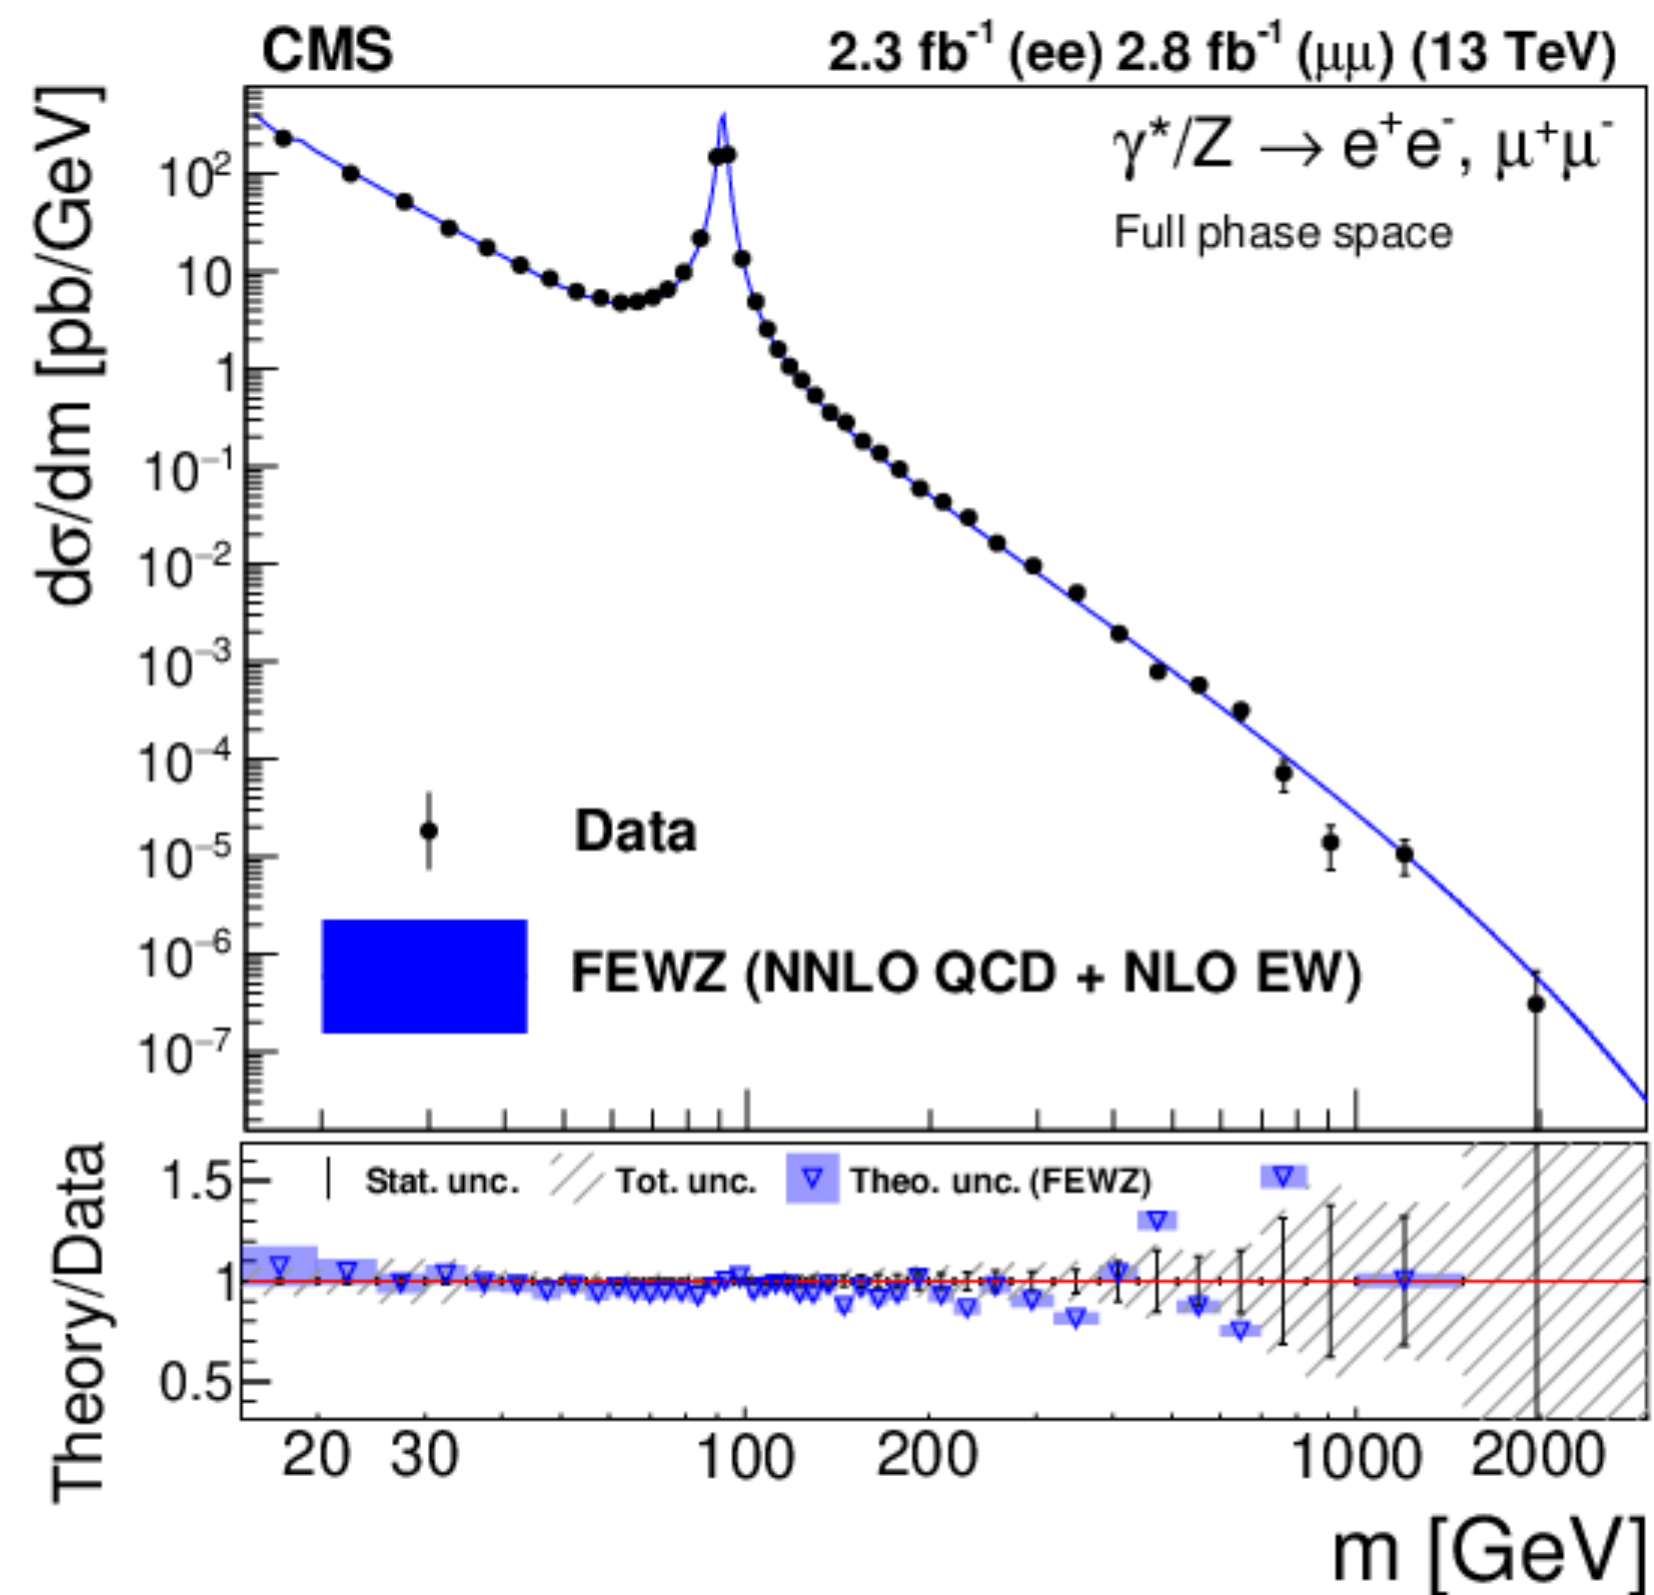 CMS 2.3 fb⁻¹ (ee) 2.8 fb⁻¹ (μμ) (13 TeV)
γ*/Z → e⁺e⁻, μ⁺μ⁻
Full phase space
dσ/dm [pb/GeV]
10²
10
1
10⁻¹
10⁻²
10⁻³
10⁻⁴
10⁻⁵
10⁻⁶
10⁻⁷
Data
FEWZ (NNLO QCD + NLO EW)
Theory/Data
1.5
1
0.5
Stat. unc. Tot. unc. Theo. unc. (FEWZ)
20 30 100 200 1000 2000
m [GeV]